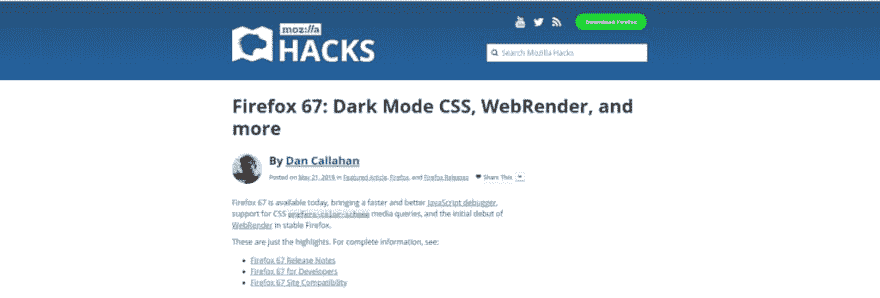 moz://a
HACKS
Download Firefox
Search Mozilla Hacks
Firefox 67: Dark Mode CSS, WebRender, and
more
By Dan Callahan
Posted on May 21, 2019 in Featured Article, Firefox, and Firefox Releases
Share This
Firefox 67 is available today, bringing a faster and better JavaScript debugger,
support for CSS prefers-color-scheme media queries, and the initial debut of
WebRender in stable Firefox.
These are just the highlights. For complete information, see:
Firefox 67 Release Notes
Firefox 67 for Developers
Firefox 67 Site Compatibility